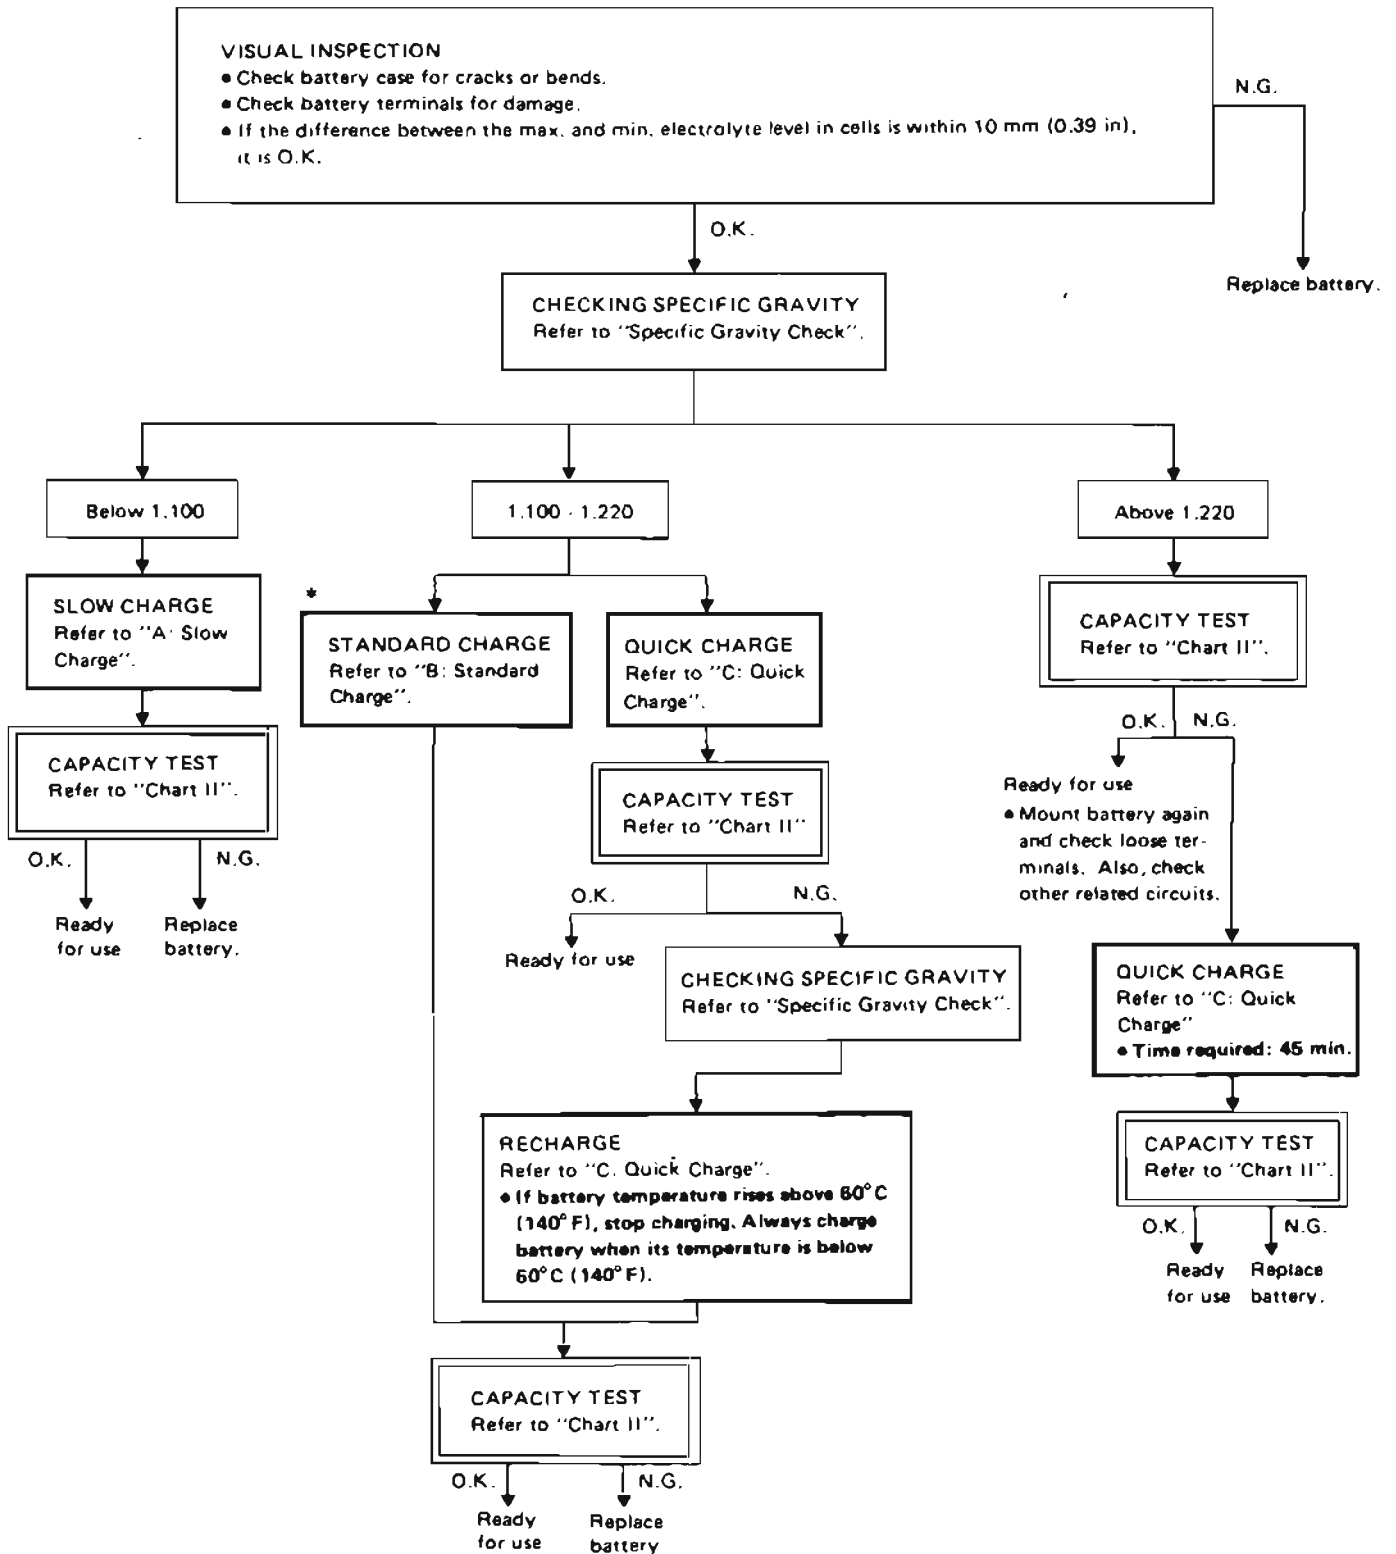 VISUAL INSPECTION
• Check battery case for cracks or bends.
• Check battery terminals for damage.
• If the difference between the max. and min. electrolyte level in cells is within 10 mm (0.39 in),
it is O.K.
N.G.
O.K.
Replace battery.
CHECKING SPECIFIC GRAVITY
Refer to "Specific Gravity Check".
Below 1.100
1.100 - 1.220
Above 1.220
SLOW CHARGE
Refer to "A: Slow
Charge".
*
STANDARD CHARGE
Refer to "B: Standard
Charge".
QUICK CHARGE
Refer to "C: Quick
Charge".
CAPACITY TEST
Refer to "Chart II".
O.K.
N.G.
CAPACITY TEST
Refer to "Chart II".
O.K.
N.G.
Ready
for use
Replace
battery.
CAPACITY TEST
Refer to "Chart II"
O.K.
N.G.
Ready for use
Ready for use
• Mount battery again
and check loose ter-
minals. Also, check
other related circuits.
CHECKING SPECIFIC GRAVITY
Refer to "Specific Gravity Check".
QUICK CHARGE
Refer to "C: Quick
Charge"
• Time required: 45 min.
RECHARGE
Refer to "C. Quick Charge".
• If battery temperature rises above 60°C
(140°F), stop charging. Always charge
battery when its temperature is below
60°C (140°F).
CAPACITY TEST
Refer to "Chart II".
O.K.
N.G.
Ready
for use
Replace
battery.
CAPACITY TEST
Refer to "Chart II".
O.K.
N.G.
Ready
for use
Replace
battery